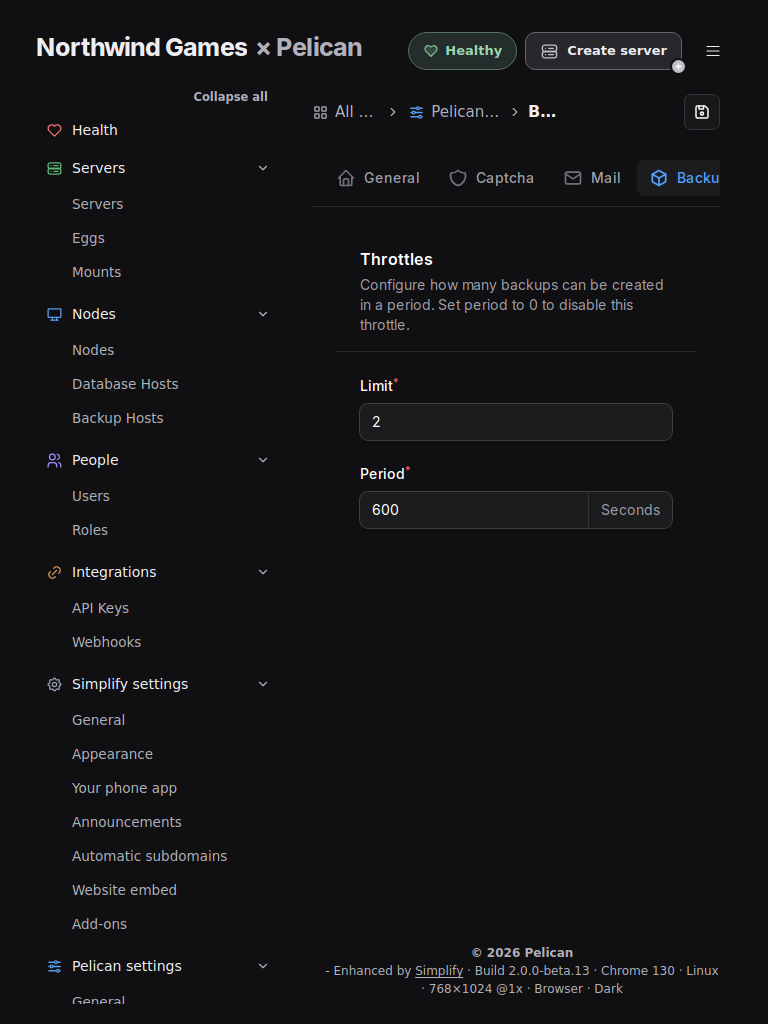 Northwind Games × Pelican
Healthy
Create server
Collapse all
Health
Servers
Servers
Eggs
Mounts
Nodes
Nodes
Database Hosts
Backup Hosts
People
Users
Roles
Integrations
API Keys
Webhooks
Simplify settings
General
Appearance
Your phone app
Announcements
Automatic subdomains
Website embed
Add-ons
Pelican settings
General
All ... > Pelican... > B...
General
Captcha
Mail
Backu
Throttles
Configure how many backups can be created
in a period. Set period to 0 to disable this
throttle.
Limit*
2
Period*
600 Seconds
© 2026 Pelican
- Enhanced by Simplify · Build 2.0.0-beta.13 · Chrome 130 · Linux
· 768×1024 @1x · Browser · Dark